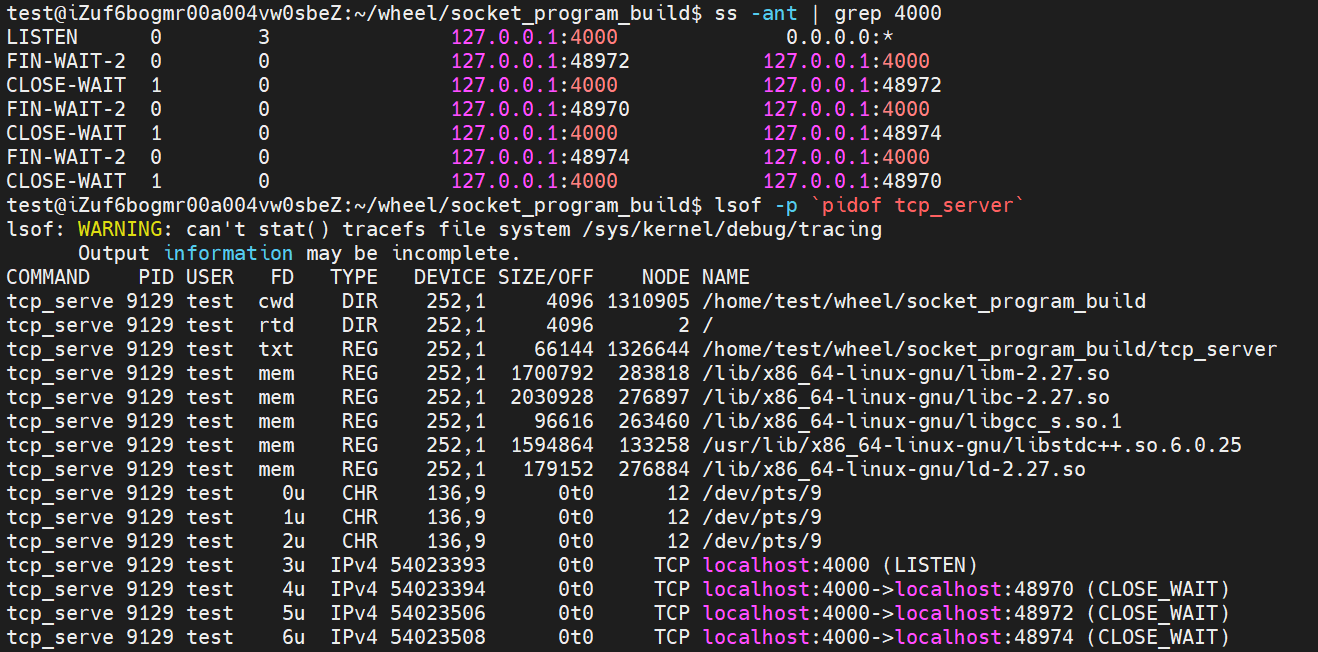 test@iZuf6bogmr00a004vw0sbeZ:~/wheel/socket_program_build$ ss -ant | grep 4000
LISTEN 0 3 127.0.0.1:4000 0.0.0.0:*
FIN-WAIT-2 0 0 127.0.0.1:48972 127.0.0.1:4000
CLOSE-WAIT 1 0 127.0.0.1:4000 127.0.0.1:48972
FIN-WAIT-2 0 0 127.0.0.1:48970 127.0.0.1:4000
CLOSE-WAIT 1 0 127.0.0.1:4000 127.0.0.1:48974
FIN-WAIT-2 0 0 127.0.0.1:48974 127.0.0.1:4000
CLOSE-WAIT 1 0 127.0.0.1:4000 127.0.0.1:48970
test@iZuf6bogmr00a004vw0sbeZ:~/wheel/socket_program_build$ lsof -p `pidof tcp_server`
lsof: WARNING: can't stat() tracefs file system /sys/kernel/debug/tracing
Output information may be incomplete.
COMMAND PID USER FD TYPE DEVICE SIZE/OFF NODE NAME
tcp_serve 9129 test cwd DIR 252,1 4096 1310905 /home/test/wheel/socket_program_build
tcp_serve 9129 test rtd DIR 252,1 4096 2 /
tcp_serve 9129 test txt REG 252,1 66144 1326644 /home/test/wheel/socket_program_build/tcp_server
tcp_serve 9129 test mem REG 252,1 1700792 283818 /lib/x86_64-linux-gnu/libm-2.27.so
tcp_serve 9129 test mem REG 252,1 2030928 276897 /lib/x86_64-linux-gnu/libc-2.27.so
tcp_serve 9129 test mem REG 252,1 96616 263460 /lib/x86_64-linux-gnu/libgcc_s.so.1
tcp_serve 9129 test mem REG 252,1 1594864 133258 /usr/lib/x86_64-linux-gnu/libstdc++.so.6.0.25
tcp_serve 9129 test mem REG 252,1 179152 276884 /lib/x86_64-linux-gnu/ld-2.27.so
tcp_serve 9129 test 0u CHR 136,9 0t0 12 /dev/pts/9
tcp_serve 9129 test 1u CHR 136,9 0t0 12 /dev/pts/9
tcp_serve 9129 test 2u CHR 136,9 0t0 12 /dev/pts/9
tcp_serve 9129 test 3u IPv4 54023393 0t0 TCP localhost:4000 (LISTEN)
tcp_serve 9129 test 4u IPv4 54023394 0t0 TCP localhost:4000->localhost:48970 (CLOSE_WAIT)
tcp_serve 9129 test 5u IPv4 54023506 0t0 TCP localhost:4000->localhost:48972 (CLOSE_WAIT)
tcp_serve 9129 test 6u IPv4 54023508 0t0 TCP localhost:4000->localhost:48974 (CLOSE_WAIT)